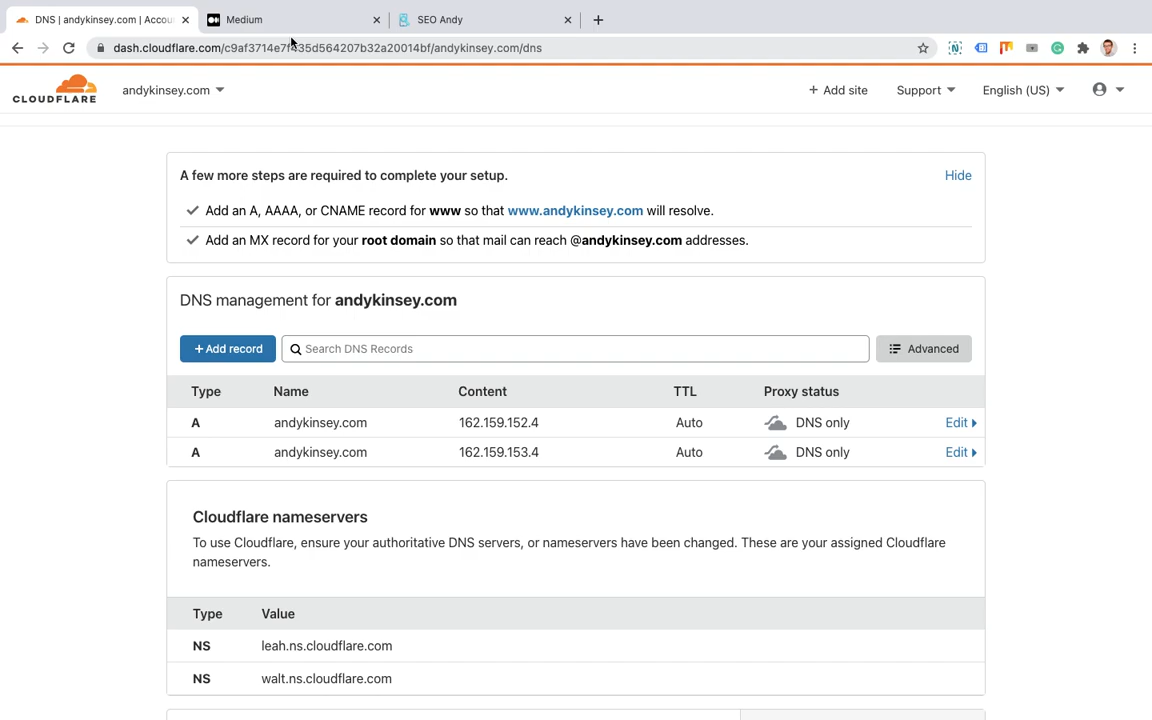 DNS | andykinsey.com | Accou
Medium
SEO Andy
dash.cloudflare.com/c9af3714e7f435d564207b32a20014bf/andykinsey.com/dns
CLOUDFLARE
andykinsey.com
+ Add site
Support
English (US)
A few more steps are required to complete your setup.
Hide
Add an A, AAAA, or CNAME record for www so that www.andykinsey.com will resolve.
Add an MX record for your root domain so that mail can reach @andykinsey.com addresses.
DNS management for andykinsey.com
+ Add record
Search DNS Records
Advanced
Type Name Content TTL Proxy status
A andykinsey.com 162.159.152.4 Auto DNS only Edit
A andykinsey.com 162.159.153.4 Auto DNS only Edit
Cloudflare nameservers
To use Cloudflare, ensure your authoritative DNS servers, or nameservers have been changed. These are your assigned Cloudflare
nameservers.
Type Value
NS leah.ns.cloudflare.com
NS walt.ns.cloudflare.com